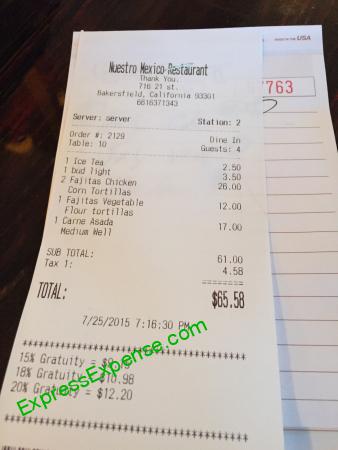 MADE IN THE USA
7763
Nuestro Mexico Restaurant
Thank You.
716 21 st.
Bakersfield, California 93301
6616371343
Server: server Station: 2
Order #: 2129 Dine In
Table: 10 Guests: 4
1 Ice Tea 2.50
1 bud light 3.50
2 Fajitas Chicken 26.00
Corn Tortillas
1 Fajitas Vegetable 12.00
Flour tortillas
1 Carne Asada 17.00
Medium Well
SUB TOTAL: 61.00
Tax 1: 4.58
TOTAL: $65.58
7/25/2015 7:16:30 PM
15% Gratuity =
18% Gratuity = $10.98
20% Gratuity = $12.20
ExpressExpense.com